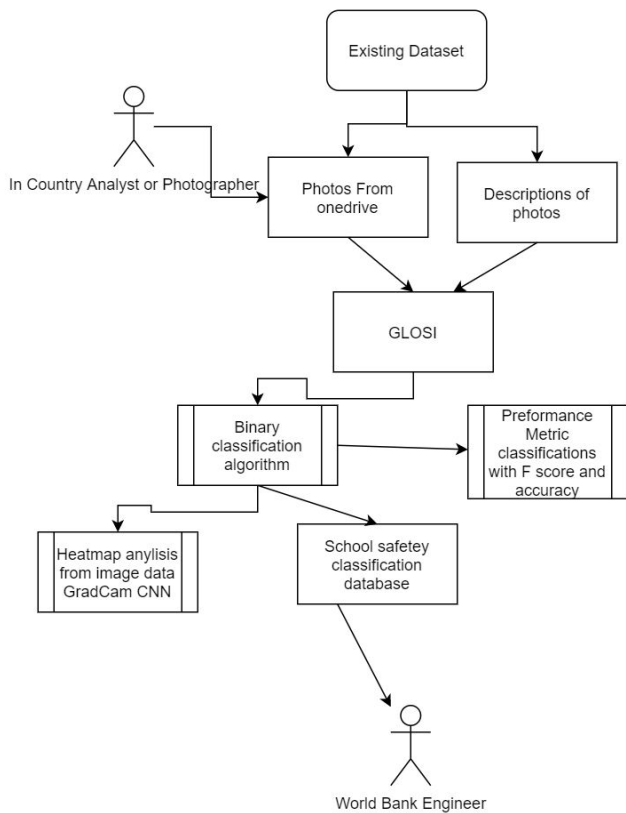 Existing Dataset
In Country Analyst or Photographer
Photos From
onedrive
Descriptions of
photos
GLOSI
Binary
classification
algorithm
Preformance
Metric
classifications
with F score and
accuracy
Heatmap anylisis
from image data
GradCam CNN
School safetey
classification
database
World Bank Engineer